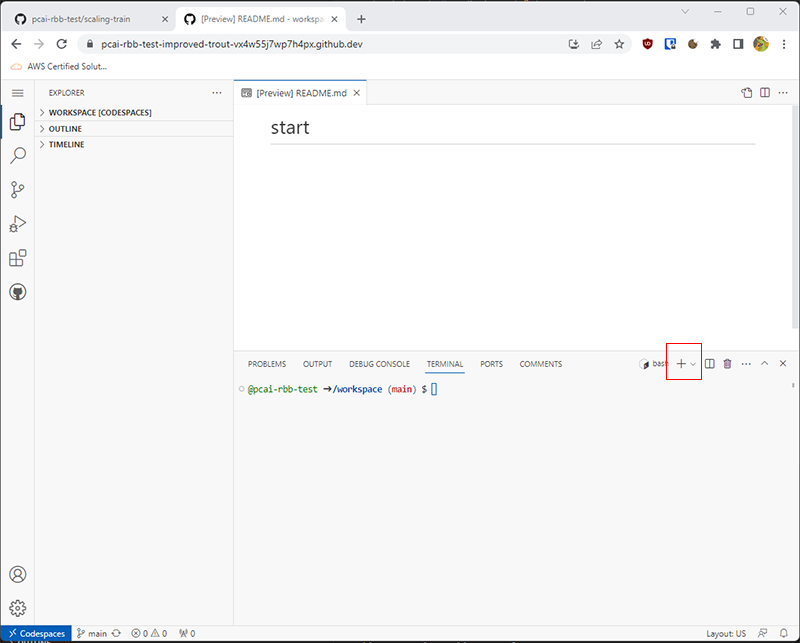 pcai-rbb-test/scaling-train
[Preview] README.md - workspa
pcai-rbb-test-improved-trout-vx4w55j7wp7h4px.github.dev
AWS Certified Solut...
EXPLORER
WORKSPACE [CODESPACES]
OUTLINE
TIMELINE
[Preview] README.md
start
PROBLEMS OUTPUT DEBUG CONSOLE TERMINAL PORTS COMMENTS
bash
@pcai-rbb-test ➔/workspace (main) $
Codespaces main 0 0 0 Layout: US